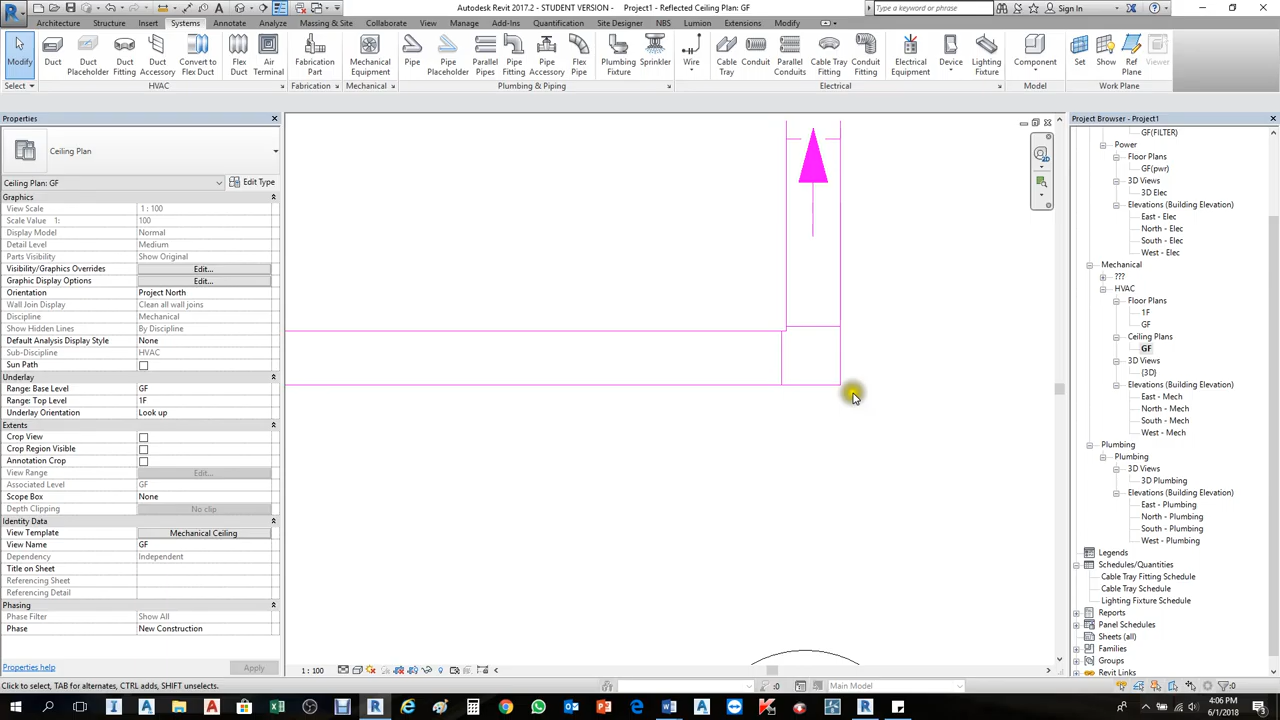 Autodesk Revit 2017.2 - STUDENT VERSION - Project1 - Reflected Ceiling Plan: GF
Type a keyword or phrase
Sign In
Architecture Structure Insert Systems Annotate Analyze Massing & Site Collaborate View Manage Add-Ins Quantification Site Designer NBS Lumion Extensions Modify
Modify Duct Duct Placeholder Duct Fitting Duct Accessory Convert to Flex Duct Flex Duct Air Terminal Fabrication Part Mechanical Equipment Pipe Pipe Placeholder Parallel Pipes Pipe Fitting Pipe Accessory Flex Pipe Plumbing Fixture Sprinkler Wire Cable Tray Conduit Parallel Conduits Cable Tray Fitting Conduit Fitting Electrical Equipment Device Lighting Fixture Component Set Show Ref Plane Viewer
Select HVAC Fabrication Mechanical Plumbing & Piping Electrical Model Work Plane
Properties
Ceiling Plan
Ceiling Plan: GF Edit Type
Graphics
View Scale 1 : 100
Scale Value 1: 100
Display Model Normal
Detail Level Medium
Parts Visibility Show Original
Visibility/Graphics Overrides Edit...
Graphic Display Options Edit...
Orientation Project North
Wall Join Display Clean all wall joins
Discipline Mechanical
Show Hidden Lines By Discipline
Default Analysis Display Style None
Sub-Discipline HVAC
Sun Path
Underlay
Range: Base Level GF
Range: Top Level 1F
Underlay Orientation Look up
Extents
Crop View
Crop Region Visible
Annotation Crop
View Range Edit...
Associated Level GF
Scope Box None
Depth Clipping No clip
Identity Data
View Template Mechanical Ceiling
View Name GF
Dependency Independent
Title on Sheet
Referencing Sheet
Referencing Detail
Phasing
Phase Filter Show All
Phase New Construction
Properties help Apply
1 : 100
Project Browser - Project1
GF(FILTER)
Power
Floor Plans
GF(pwr)
3D Views
3D Elec
Elevations (Building Elevation)
East - Elec
North - Elec
South - Elec
West - Elec
Mechanical
???
HVAC
Floor Plans
1F
GF
Ceiling Plans
GF
3D Views
{3D}
Elevations (Building Elevation)
East - Mech
North - Mech
South - Mech
West - Mech
Plumbing
Plumbing
3D Views
3D Plumbing
Elevations (Building Elevation)
East - Plumbing
North - Plumbing
South - Plumbing
West - Plumbing
Legends
Schedules/Quantities
Cable Tray Fitting Schedule
Cable Tray Schedule
Lighting Fixture Schedule
Reports
Panel Schedules
Sheets (all)
Families
Groups
Revit Links
Click to select, TAB for alternates, CTRL adds, SHIFT unselects.
:0 Main Model :0
4:06 PM
6/1/2018